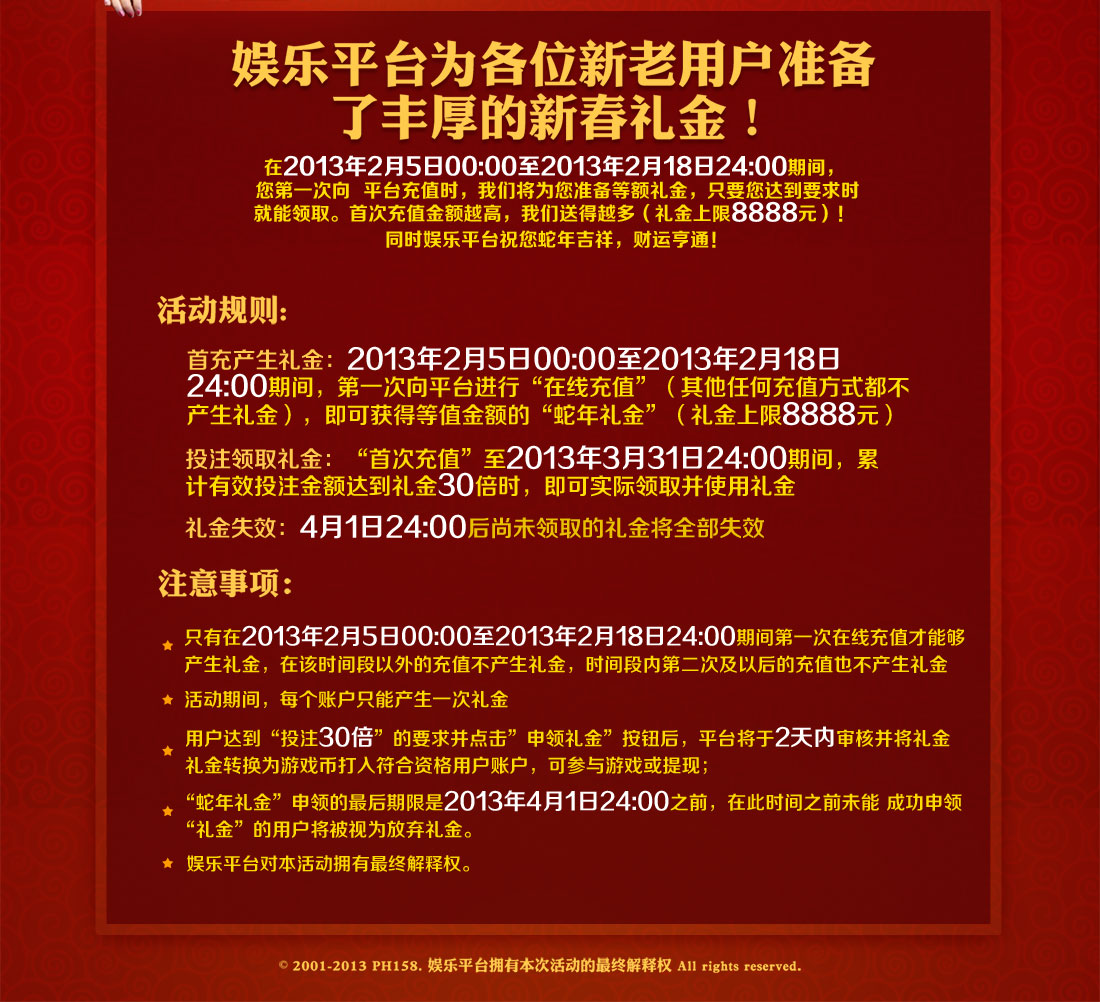 娱乐平台为各位新老用户准备
了丰厚的新春礼金！
在2013年2月5日00:00至2013年2月18日24:00期间，
您第一次向 平台充值时，我们将为您准备等额礼金，只要您达到要求时
就能领取。首次充值金额越高，我们送得越多（礼金上限8888元）！
同时娱乐平台祝您蛇年吉祥，财运亨通！
活动规则:
首充产生礼金：2013年2月5日00:00至2013年2月18日
24:00期间，第一次向平台进行“在线充值”（其他任何充值方式都不
产生礼金），即可获得等值金额的“蛇年礼金”（礼金上限8888元）
投注领取礼金：“首次充值”至2013年3月31日24:00期间，累
计有效投注金额达到礼金30倍时，即可实际领取并使用礼金
礼金失效：4月1日24:00后尚未领取的礼金将全部失效
注意事项：
★ 只有在2013年2月5日00:00至2013年2月18日24:00期间第一次在线充值才能够
产生礼金，在该时间段以外的充值不产生礼金，时间段内第二次及以后的充值也不产生礼金
★ 活动期间，每个账户只能产生一次礼金
★ 用户达到“投注30倍”的要求并点击”申领礼金”按钮后，平台将于2天内审核并将礼金
礼金转换为游戏币打入符合资格用户账户，可参与游戏或提现；
★ “蛇年礼金”申领的最后期限是2013年4月1日24:00之前，在此时间之前未能 成功申领
“礼金”的用户将被视为放弃礼金。
★ 娱乐平台对本活动拥有最终解释权。
© 2001-2013 PH158. 娱乐平台拥有本次活动的最终解释权 All rights reserved.